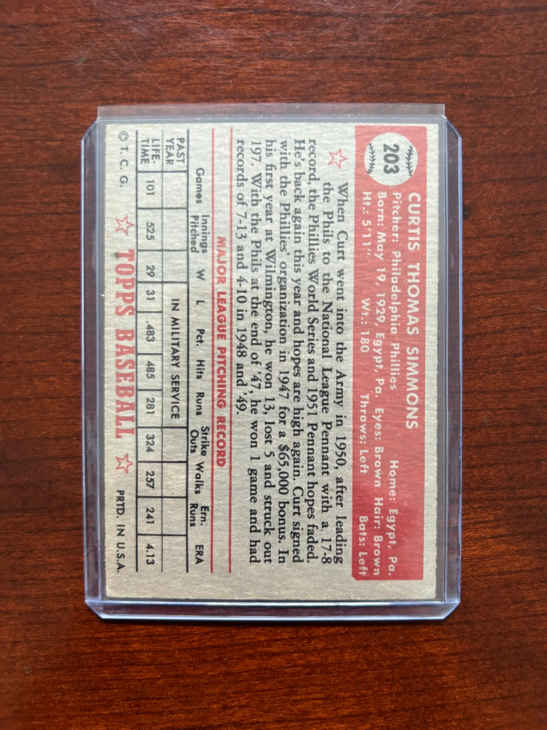 203
CURTIS THOMAS SIMMONS
Pitcher: Philadelphia Phillies Home: Egypt, Pa.
Born: May 19, 1929, Egypt, Pa. Eyes: Brown Hair: Brown
Ht.: 5'11". Wt.: 180 Throws: Left Bats: Left
When Curt went into the Army in 1950, after leading
the Phils to the National League Pennant with a 17-8
record, the Phillies World Series and 1951 Pennant hopes faded.
He's back again this year and hopes are high again. Curt signed
with the Phillies' organization in 1947 for a $65,000 bonus. In
his first year at Wilmington, he won 13, lost 5 and struck out
197. With the Phils at the end of '47, he won 1 game and had
records of 7-13 and 4-10 in 1948 and '49.
MAJOR LEAGUE PITCHING RECORD
Games Innings Pitched W L Pct. Hits Runs Strike Outs Walks Ern. Runs ERA
PAST YEAR IN MILITARY SERVICE
LIFE-TIME 101 525 29 31 .483 485 281 324 257 241 4.13
© T. C. G. TOPPS BASEBALL PRTD. IN U.S.A.